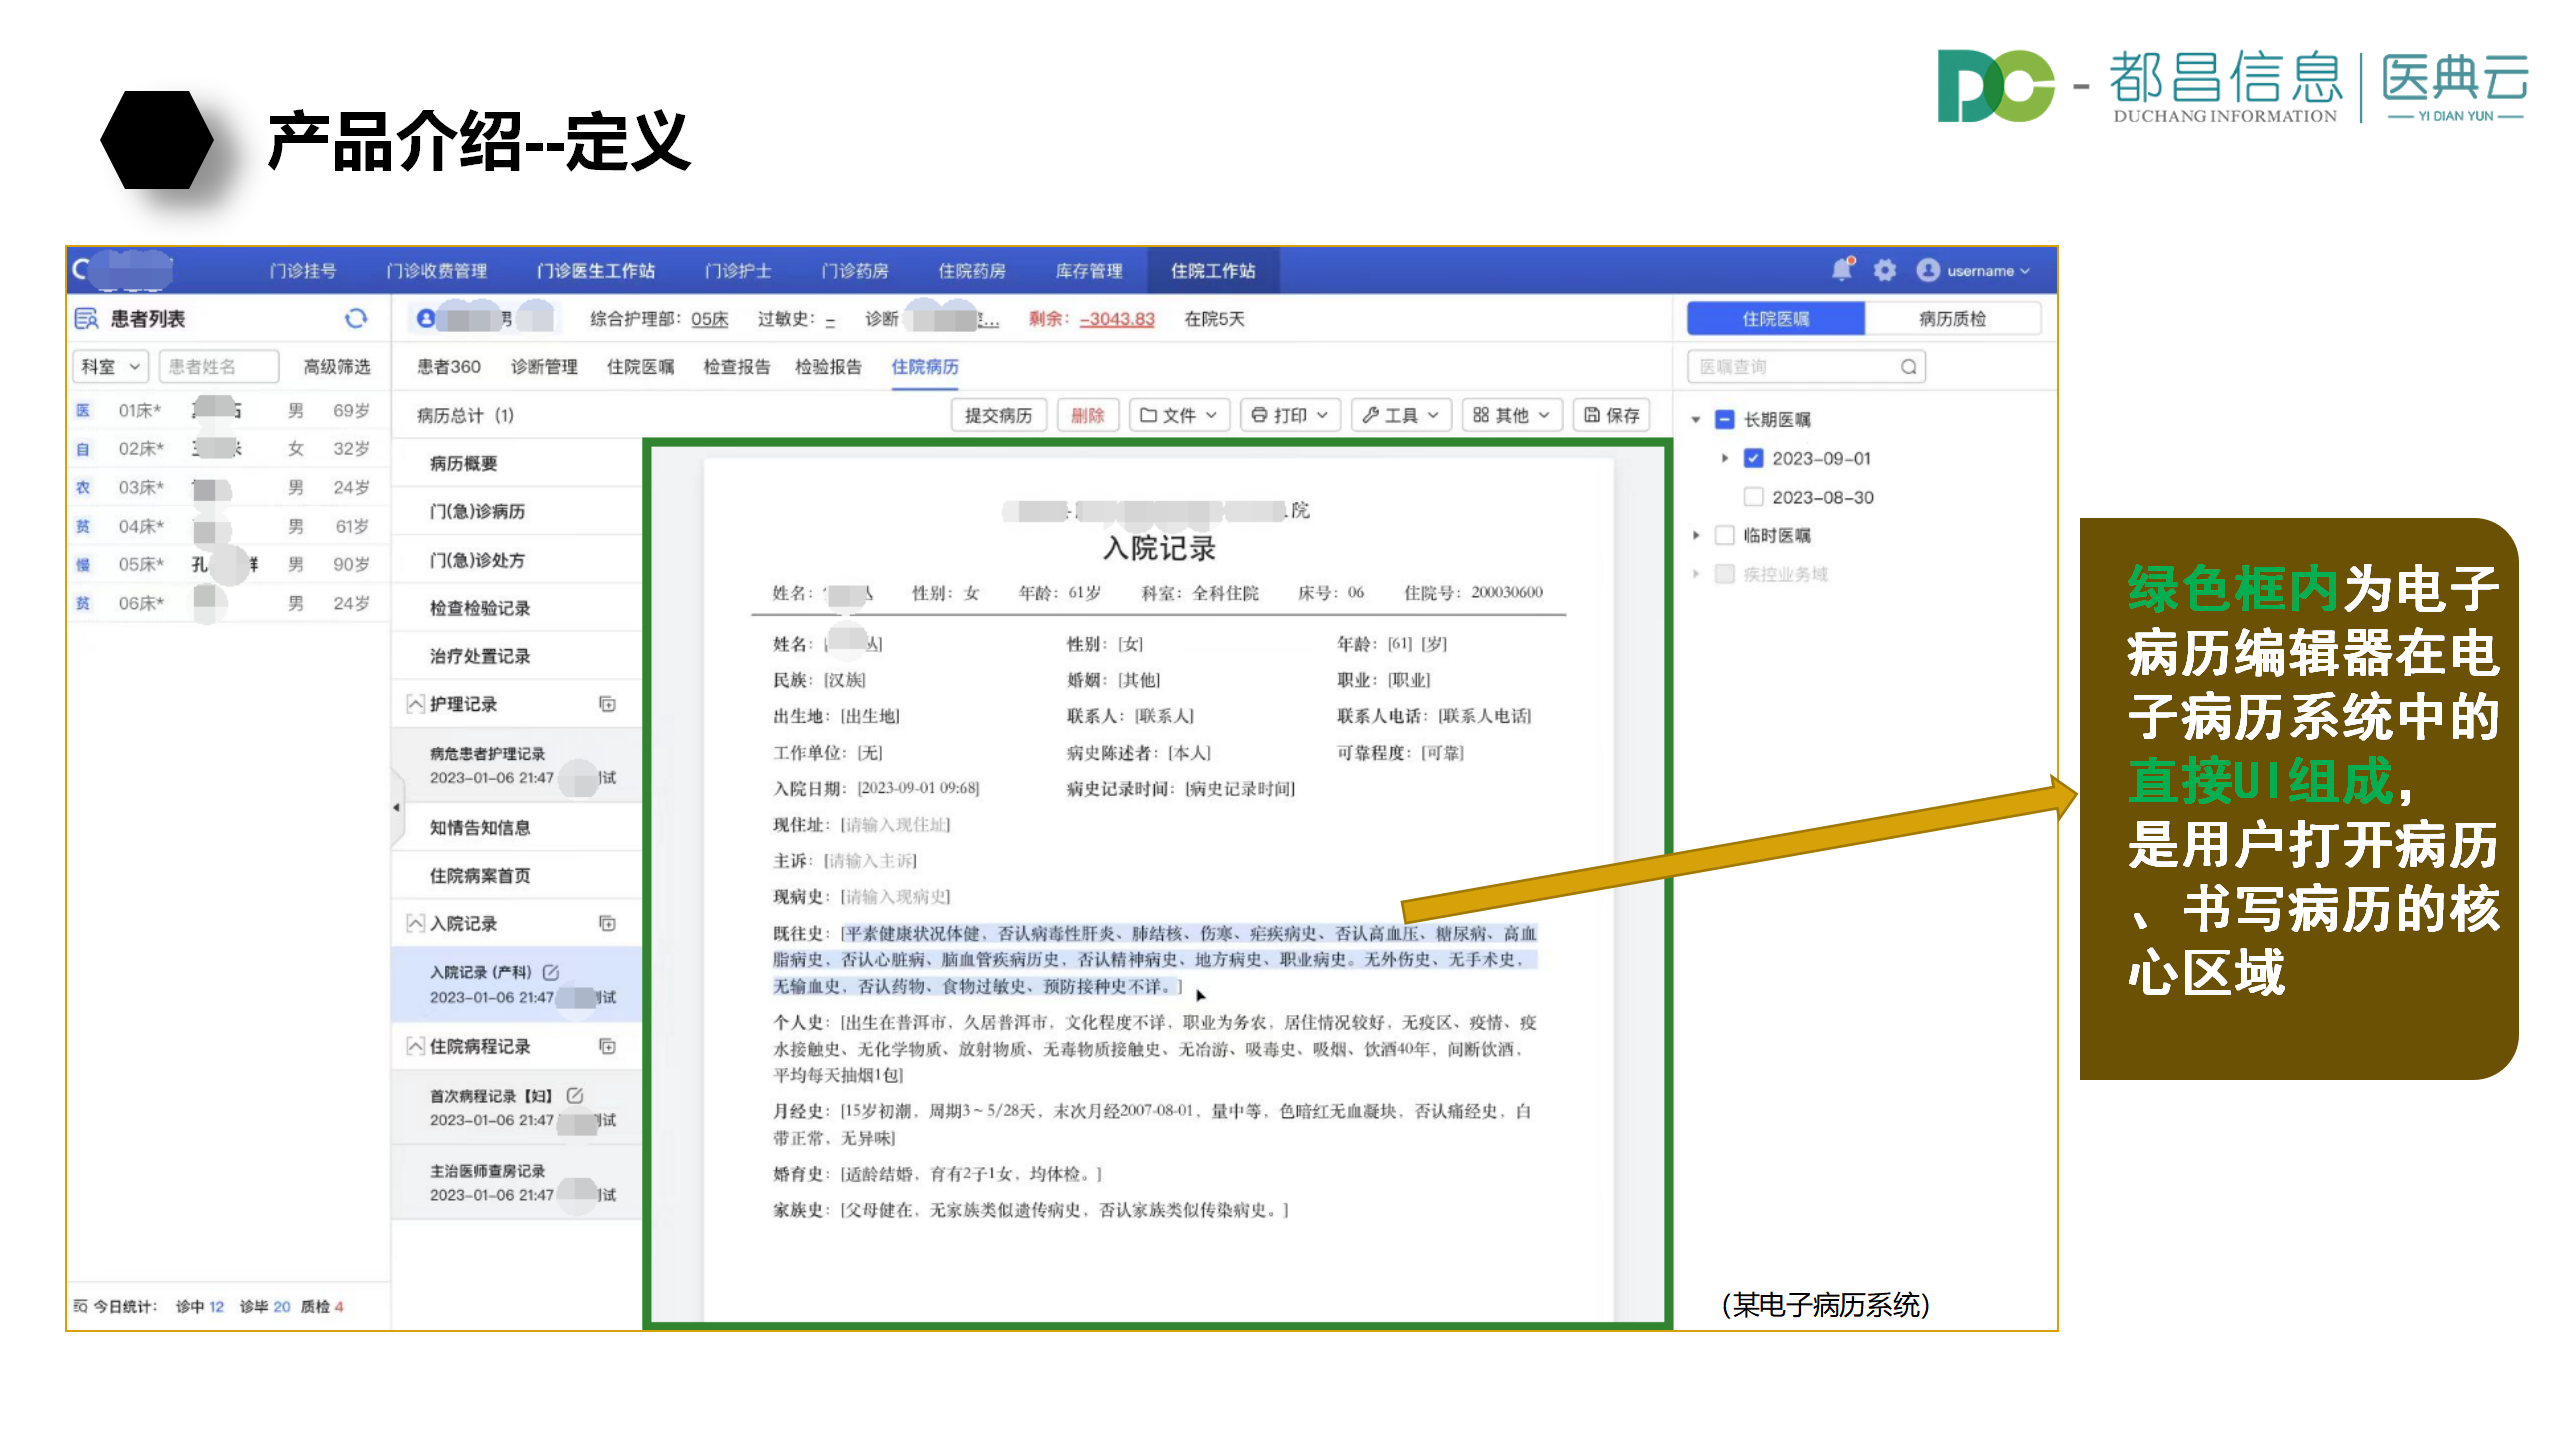 产品介绍--定义
DC - 都昌信息 医典云
DUCHANG INFORMATION YI DIAN YUN
门诊挂号 门诊收费管理 门诊医生工作站 门诊护士 门诊药房 住院药房 库存管理 住院工作站 username
患者列表
男 综合护理部：05床 过敏史：– 诊断 剩余：–3043.83 在院5天
住院医嘱 病历质检
科室 患者姓名 高级筛选
患者360 诊断管理 住院医嘱 检查报告 检验报告 住院病历
医嘱查询
医 01床* 男 69岁
自 02床* 女 32岁
农 03床* 男 24岁
贫 04床* 男 61岁
慢 05床* 孔 男 90岁
贫 06床* 男 24岁
今日统计： 诊中 12 诊毕 20 质检 4
病历总计（1）
提交病历 删除 文件 打印 工具 其他 保存
病历概要
门(急)诊病历
门(急)诊处方
检查检验记录
治疗处置记录
护理记录
病危患者护理记录
2023-01-06 21:47 试
知情告知信息
住院病案首页
入院记录
入院记录 (产科)
2023-01-06 21:47 试
住院病程记录
首次病程记录【妇】
2023-01-06 21:47 试
主治医师查房记录
2023-01-06 21:47 试
院
入院记录
姓名： 性别：女 年龄：61岁 科室：全科住院 床号：06 住院号：200030600
姓名：[ 丛] 性别：[女] 年龄：[61] [岁]
民族：[汉族] 婚姻：[其他] 职业：[职业]
出生地：[出生地] 联系人：[联系人] 联系人电话：[联系人电话]
工作单位：[无] 病史陈述者：[本人] 可靠程度：[可靠]
入院日期：[2023-09-01 09:68] 病史记录时间：[病史记录时间]
现住址：[请输入现住址]
主诉：[请输入主诉]
现病史：[请输入现病史]
既往史：[平素健康状况体健，否认病毒性肝炎、肺结核、伤寒、疟疾病史、否认高血压、糖尿病、高血
脂病史，否认心脏病、脑血管疾病历史，否认精神病史、地方病史、职业病史。无外伤史、无手术史，
无输血史，否认药物、食物过敏史、预防接种史不详。]
个人史：[出生在普洱市，久居普洱市，文化程度不详，职业为务农，居住情况较好，无疫区、疫情、疫
水接触史、无化学物质、放射物质、无毒物质接触史、无冶游、吸毒史、吸烟、饮酒40年，间断饮酒，
平均每天抽烟1包]
月经史：[15岁初潮，周期3～5/28天，末次月经2007-08-01，量中等，色暗红无血凝块，否认痛经史，白
带正常，无异味]
婚育史：[适龄结婚，育有2子1女，均体检。]
家族史：[父母健在，无家族类似遗传病史，否认家族类似传染病史。]
长期医嘱
2023-09-01
2023-08-30
临时医嘱
疾控业务域
（某电子病历系统）
绿色框内为电子
病历编辑器在电
子病历系统中的
直接UI组成，
是用户打开病历
、书写病历的核
心区域